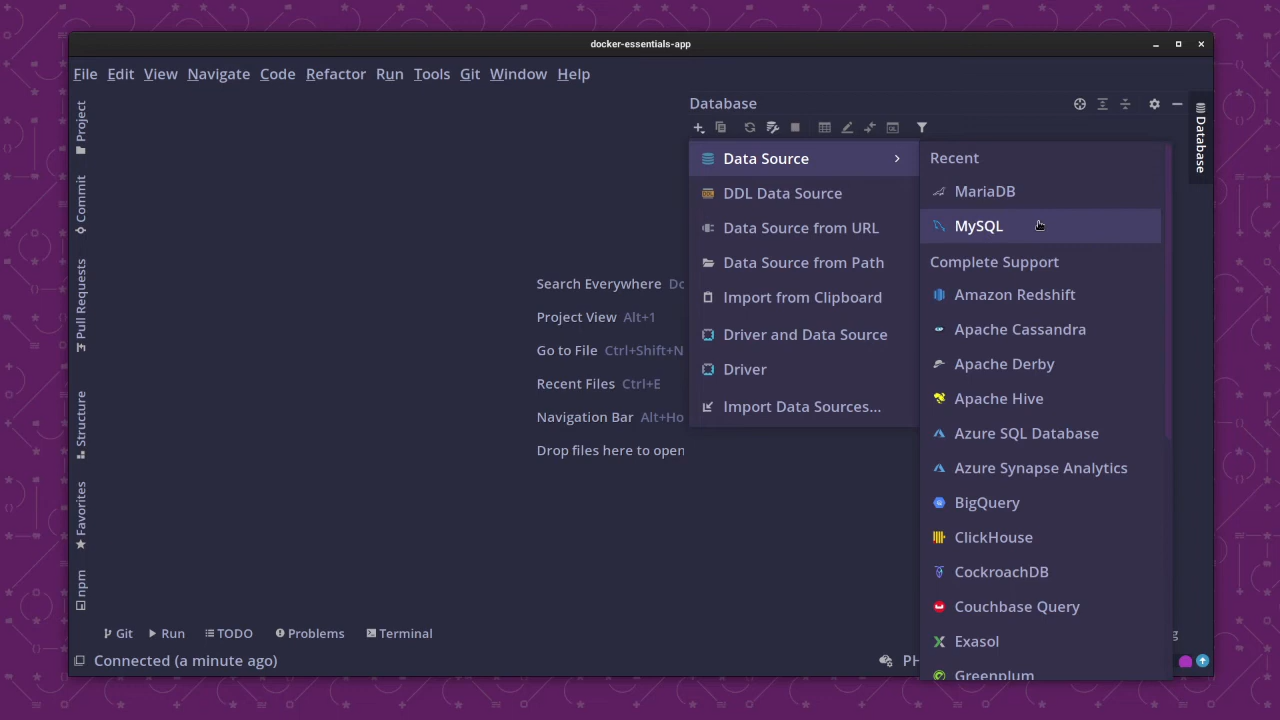 docker-essentials-app
File Edit View Navigate Code Refactor Run Tools Git Window Help
Project
Commit
Pull Requests
Structure
Favorites
npm
Search Everywhere Do
Project View Alt+1
Go to File Ctrl+Shift+N
Recent Files Ctrl+E
Navigation Bar Alt+Ho
Drop files here to open
Database
Data Source
DDL Data Source
Data Source from URL
Data Source from Path
Import from Clipboard
Driver and Data Source
Driver
Import Data Sources...
Recent
MariaDB
MySQL
Complete Support
Amazon Redshift
Apache Cassandra
Apache Derby
Apache Hive
Azure SQL Database
Azure Synapse Analytics
BigQuery
ClickHouse
CockroachDB
Couchbase Query
Exasol
Greenplum
Database
Git Run TODO Problems Terminal
Connected (a minute ago) PH